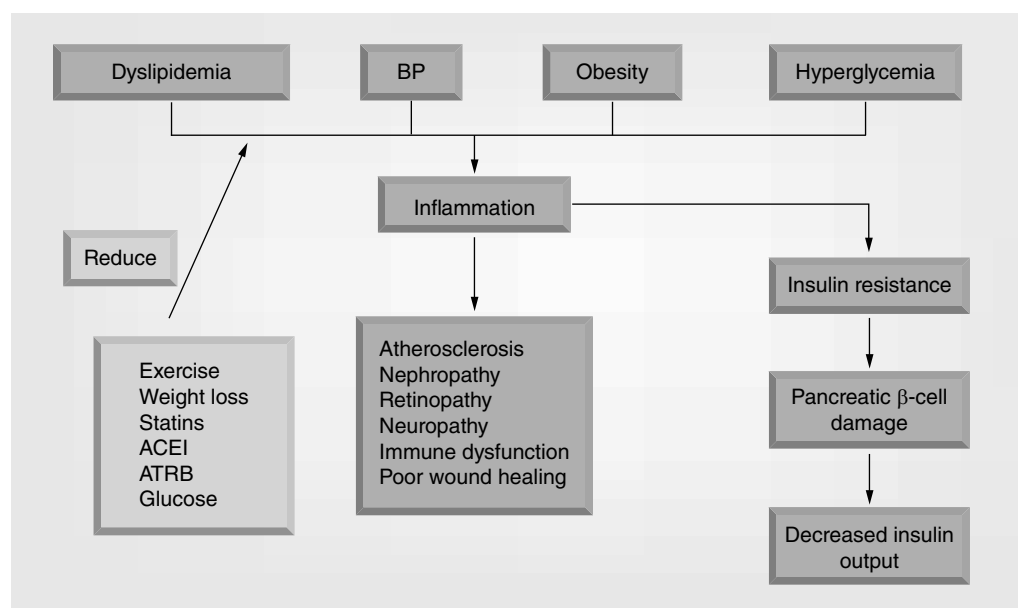 Dyslipidemia
BP
Obesity
Hyperglycemia
Inflammation
Reduce
Insulin resistance
Exercise
Weight loss
Statins
ACEI
ATRB
Glucose
Atherosclerosis
Nephropathy
Retinopathy
Neuropathy
Immune dysfunction
Poor wound healing
Pancreatic β-cell
damage
Decreased insulin
output